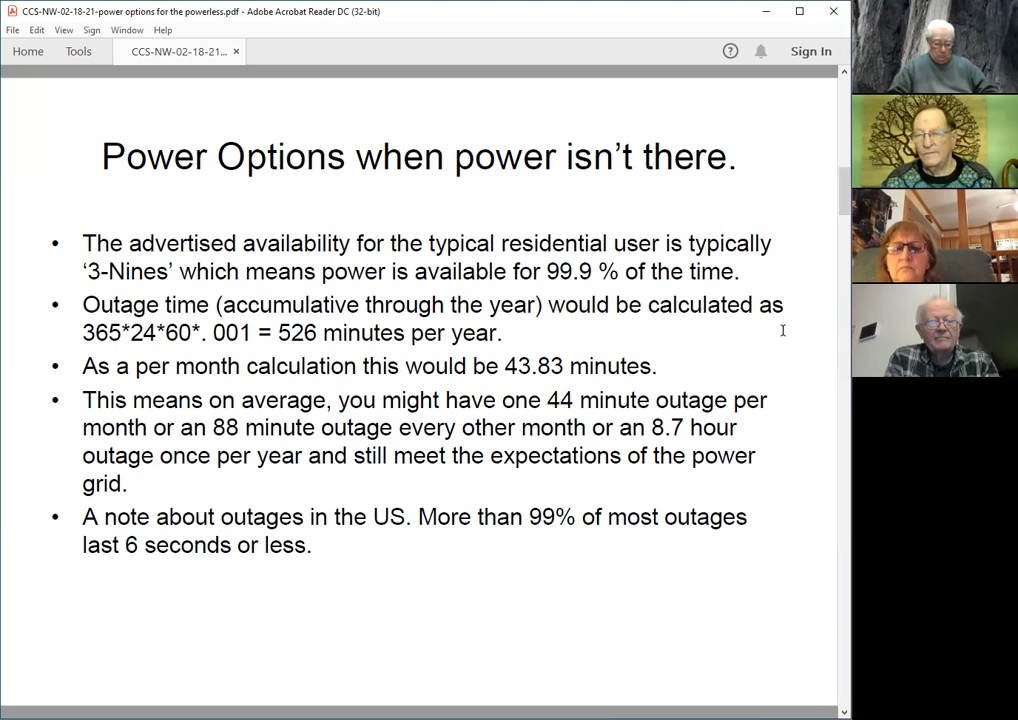 CCS-NW-02-18-21-power options for the powerless.pdf - Adobe Acrobat Reader DC (32-bit)
File Edit View Sign Window Help
Home Tools CCS-NW-02-18-21... × Sign In
Power Options when power isn't there.
• The advertised availability for the typical residential user is typically
'3-Nines' which means power is available for 99.9 % of the time.
• Outage time (accumulative through the year) would be calculated as
365*24*60*. 001 = 526 minutes per year.
• As a per month calculation this would be 43.83 minutes.
• This means on average, you might have one 44 minute outage per
month or an 88 minute outage every other month or an 8.7 hour
outage once per year and still meet the expectations of the power
grid.
• A note about outages in the US. More than 99% of most outages
last 6 seconds or less.